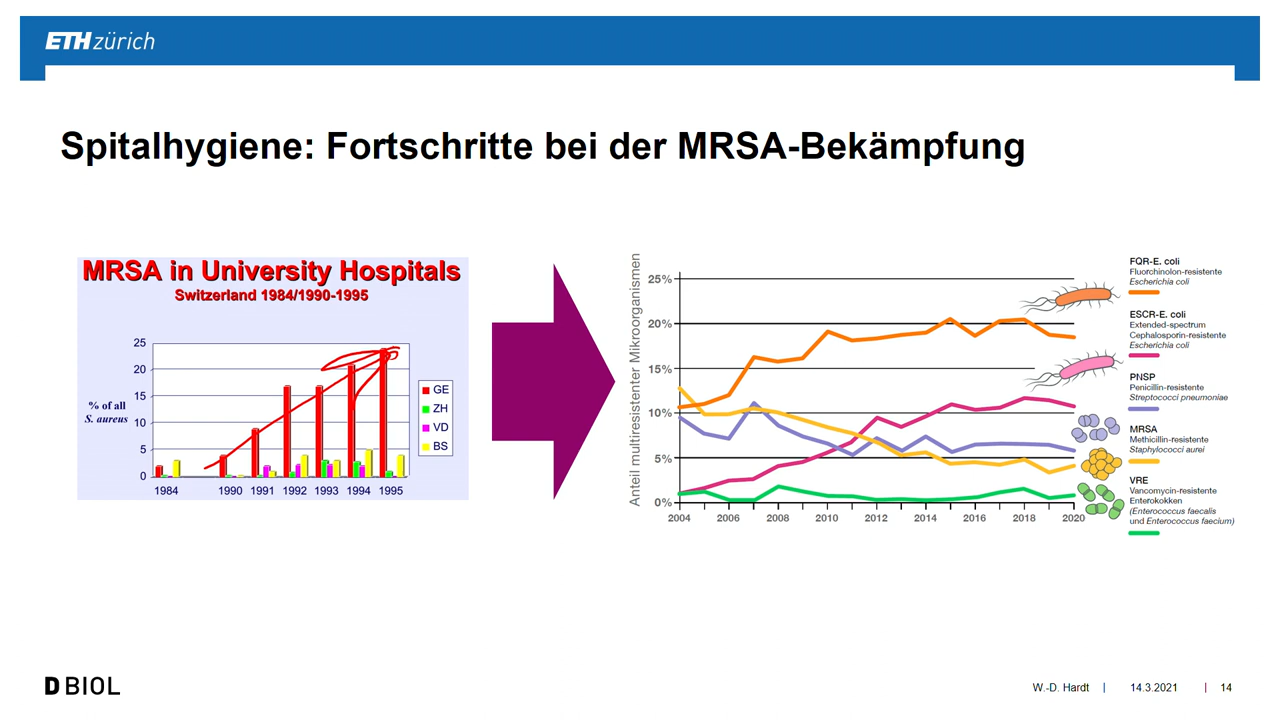 ETH zürich
Spitalhygiene: Fortschritte bei der MRSA-Bekämpfung
MRSA in University Hospitals
Switzerland 1984/1990-1995
25
20
15
10
5
0
% of all
S. aureus
1984 1990 1991 1992 1993 1994 1995
GE
ZH
VD
BS
Anteil multiresistenter Mikroorganismen
25%
20%
15%
10%
5%
0%
2004 2006 2008 2010 2012 2014 2016 2018 2020
FQR-E. coli
Fluorchinolon-resistente
Escherichia coli
ESCR-E. coli
Extended-spectrum
Cephalosporin-resistente
Escherichia coli
PNSP
Penicillin-resistente
Streptococci pneumoniae
MRSA
Methicillin-resistente
Staphylococci aurei
VRE
Vancomycin-resistente
Enterokokken
(Enterococcus faecalis
und Enterococcus faecium)
D BIOL
W.-D. Hardt | 14.3.2021 | 14